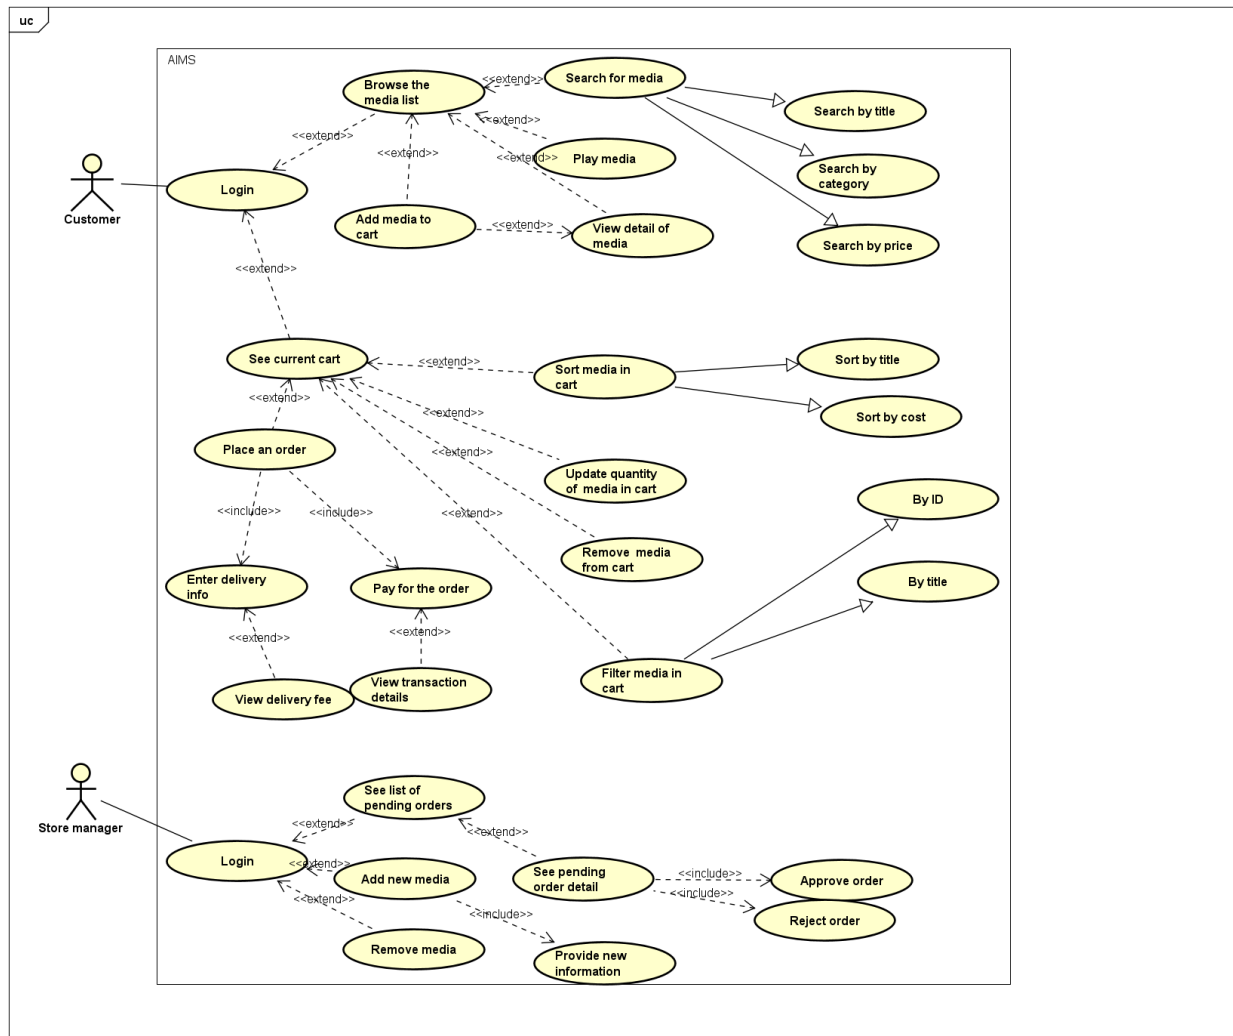 uc
AIMS
Browse the
media list
<<extend>>
Search for media
Search by title
<<extend>>
<<extend>>
<<extend>>
<<extend>>
Play media
Search by
category
Customer
Login
Add media to
cart
<<extend>>
View detail of
media
Search by price
<<extend>>
See current cart
<<extend>>
Sort media in
cart
Sort by title
Sort by cost
<<extend>>
<<extend>>
Place an order
<<extend>>
Update quantity
of media in cart
By ID
<<include>>
<<include>>
<<extend>>
Remove media
from cart
Enter delivery
info
Pay for the order
By title
<<extend>>
<<extend>>
View delivery fee
View transaction
details
Filter media in
cart
Store manager
See list of
pending orders
<<extend>>
<<extend>>
Login
<<extend>>
Add new media
See pending
order detail
<<include>>
Approve order
<<include>>
Reject order
<<extend>>
<<include>>
Remove media
Provide new
information